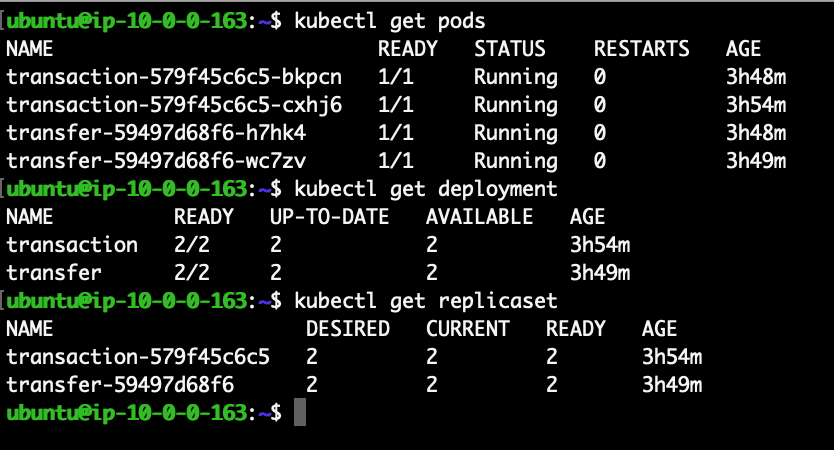 [ubuntu@ip-10-0-0-163:~$ kubectl get pods
NAME                           READY   STATUS    RESTARTS   AGE
transaction-579f45c6c5-bkpcn   1/1     Running   0          3h48m
transaction-579f45c6c5-cxhj6   1/1     Running   0          3h54m
transfer-59497d68f6-h7hk4      1/1     Running   0          3h48m
transfer-59497d68f6-wc7zv      1/1     Running   0          3h49m
[ubuntu@ip-10-0-0-163:~$ kubectl get deployment
NAME          READY   UP-TO-DATE   AVAILABLE   AGE
transaction   2/2     2            2           3h54m
transfer      2/2     2            2           3h49m
[ubuntu@ip-10-0-0-163:~$ kubectl get replicaset
NAME                     DESIRED   CURRENT   READY   AGE
transaction-579f45c6c5   2         2         2       3h54m
transfer-59497d68f6      2         2         2       3h49m
ubuntu@ip-10-0-0-163:~$